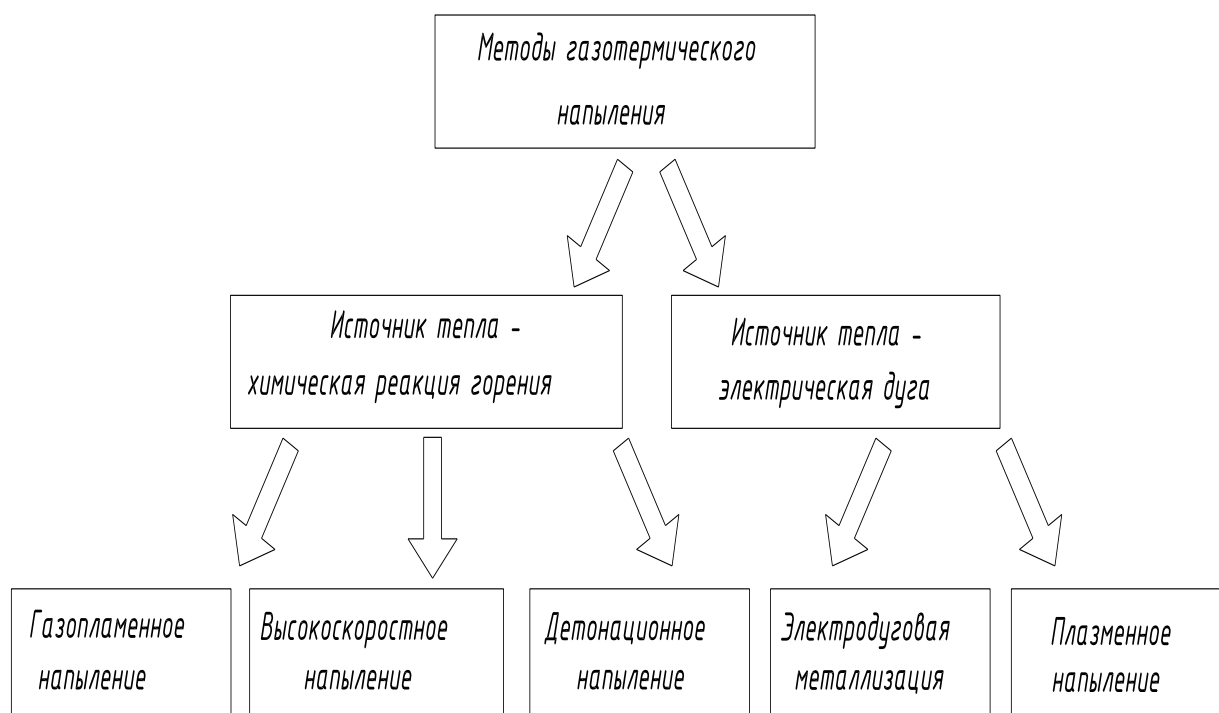 Методы газотермического
напыления
Источник тепла -
химическая реакция горения
Источник тепла -
электрическая дуга
Газопламенное
напыление
Высокоскоростное
напыление
Детонационное
напыление
Электродуговая
металлизация
Плазменное
напыление